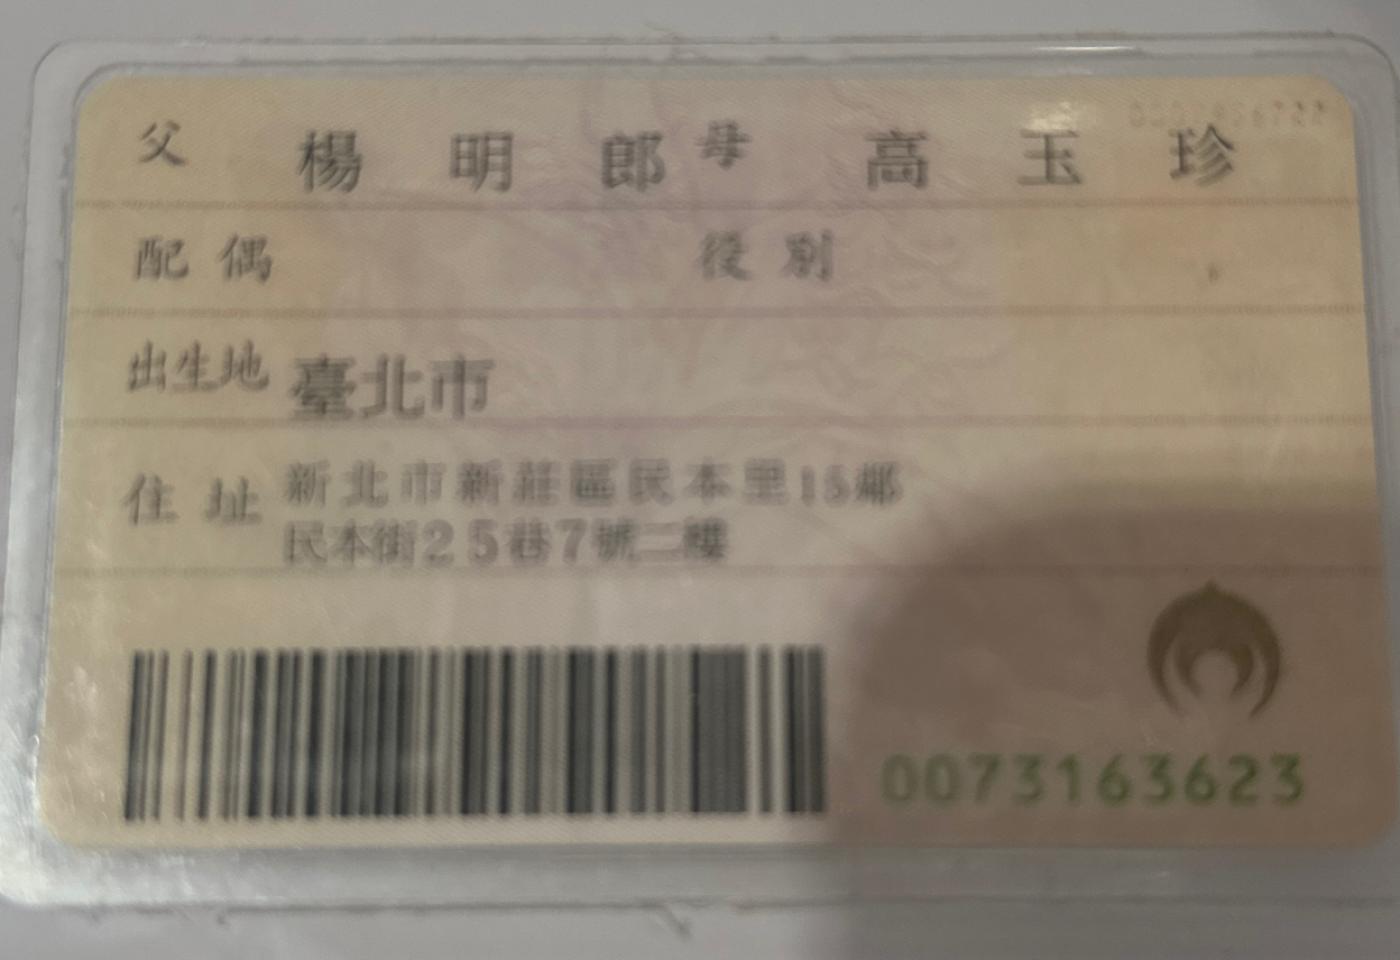 父 楊明郎 母 高玉珍
配偶 役別
出生地 臺北市
住址 新北市新莊區民本里15鄰
民本街25巷7號二樓
0073163623